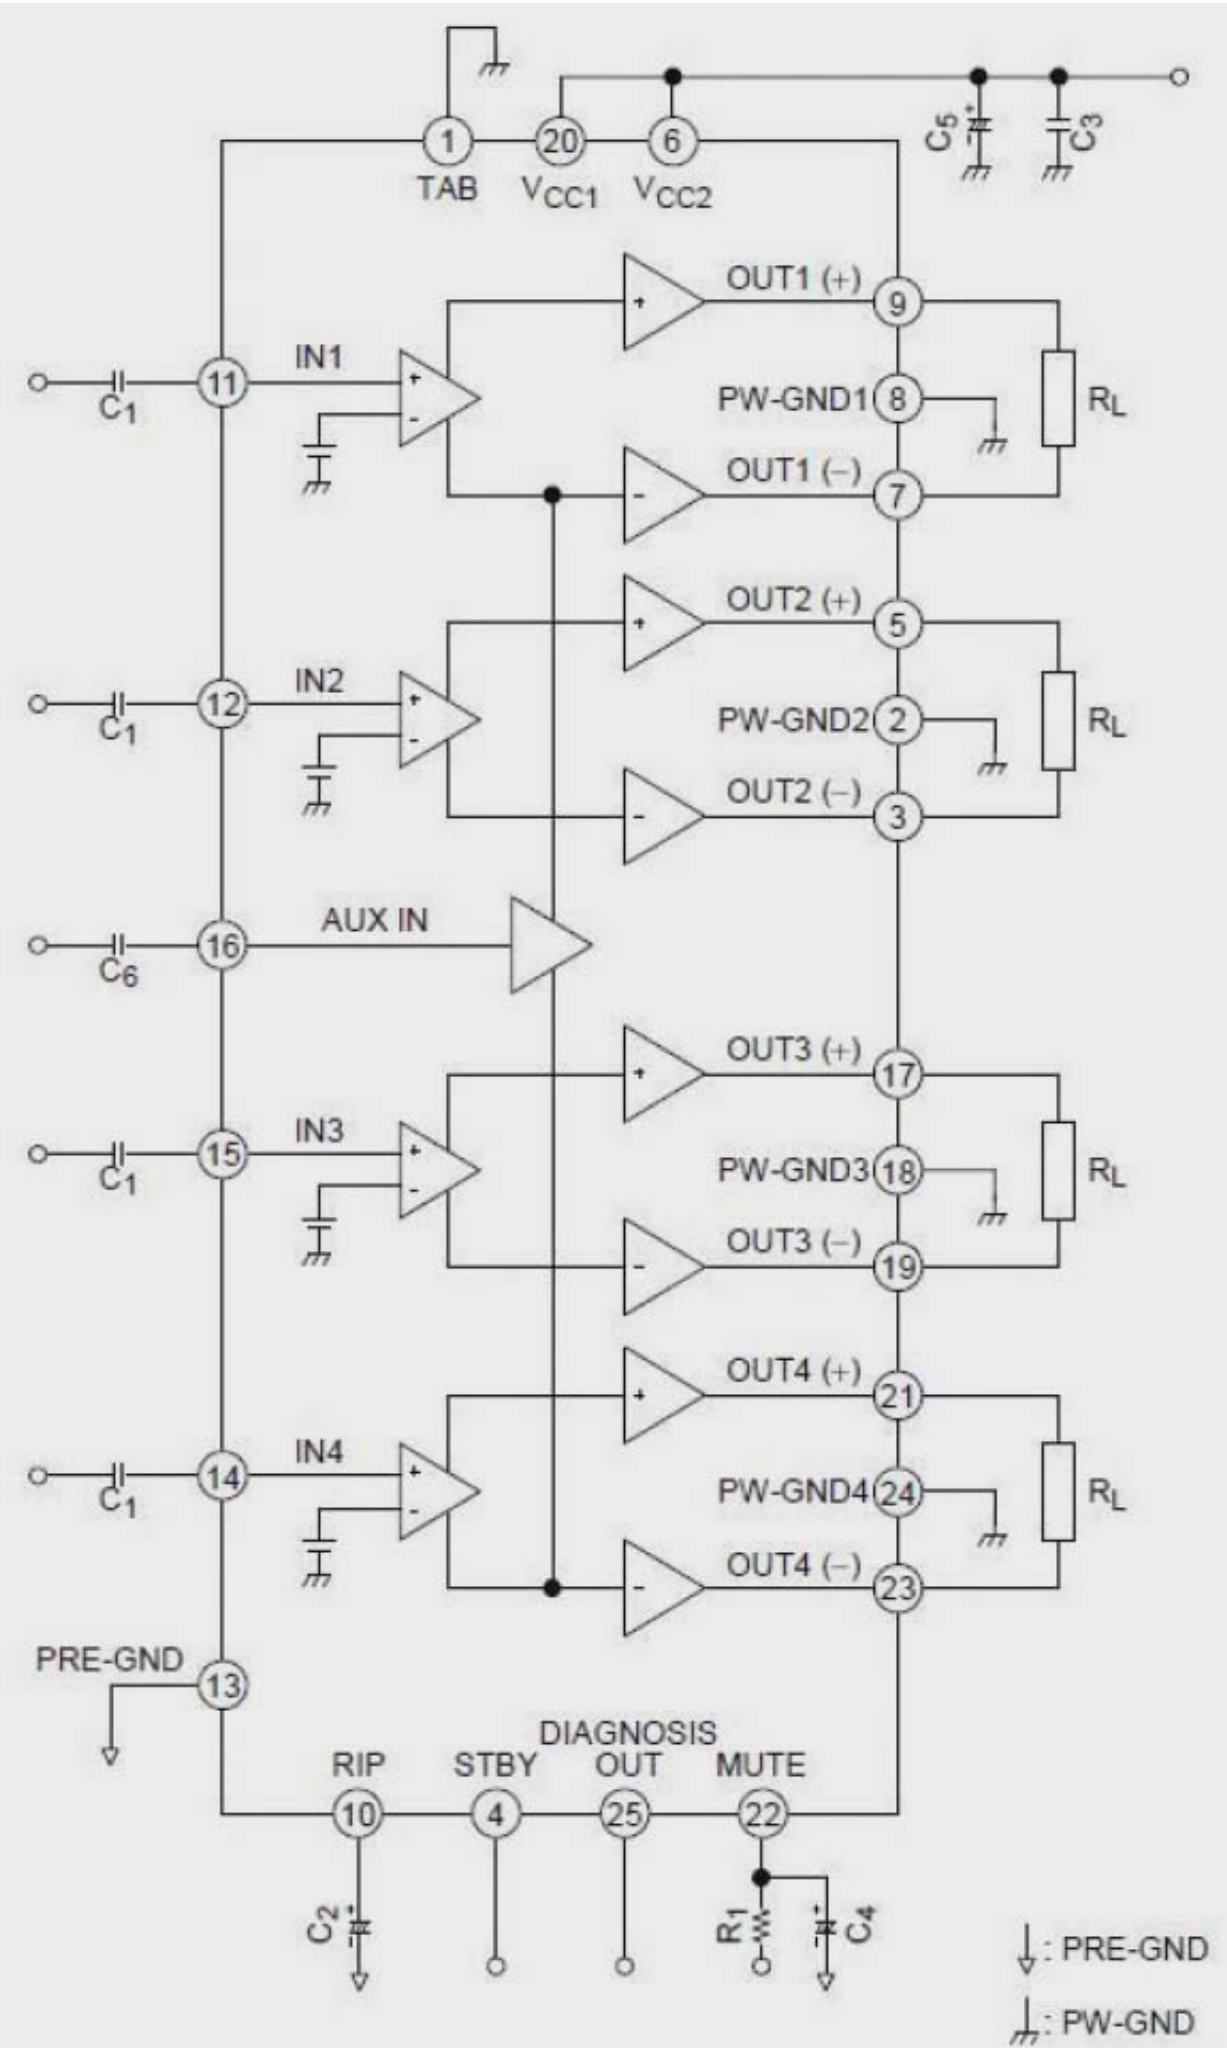 1 20 6
TAB VCC1 VCC2
C5 C3
OUT1 (+) 9
IN1 11 C1
PW-GND1 8 RL
OUT1 (−) 7
OUT2 (+) 5
IN2 12 C1
PW-GND2 2 RL
OUT2 (−) 3
AUX IN 16 C6
OUT3 (+) 17
IN3 15 C1
PW-GND3 18 RL
OUT3 (−) 19
OUT4 (+) 21
IN4 14 C1
PW-GND4 24 RL
OUT4 (−) 23
PRE-GND 13
DIAGNOSIS
RIP STBY OUT MUTE
10 4 25 22
C2 R1 C4
: PRE-GND
: PW-GND